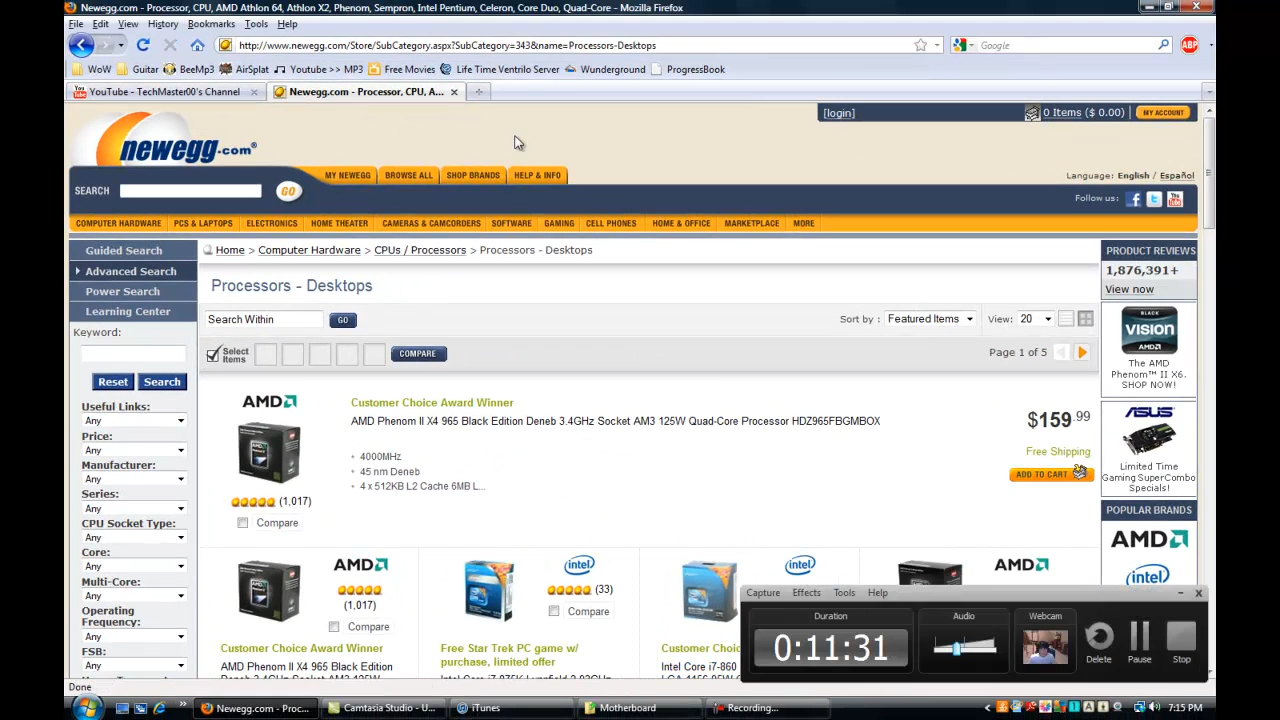 Newegg.com - Processor, CPU, AMD Athlon 64, Athlon X2, Phenom, Sempron, Intel Pentium, Celeron, Core Duo, Quad-Core - Mozilla Firefox
File Edit View History Bookmarks Tools Help
http://www.newegg.com/Store/SubCategory.aspx?SubCategory=343&name=Processors-Desktops
Google
ABP
WoW Guitar BeeMp3 AirSplat Youtube >> MP3 Free Movies Life Time Ventrilo Server Wunderground ProgressBook
YouTube - TechMaster00's Channel
Newegg.com - Processor, CPU, A...
[login]
0 Items ($ 0.00)
MY ACCOUNT
newegg.com®
MY NEWEGG BROWSE ALL SHOP BRANDS HELP & INFO
Language: English / Español
SEARCH GO
Follow us:
COMPUTER HARDWARE PCS & LAPTOPS ELECTRONICS HOME THEATER CAMERAS & CAMCORDERS SOFTWARE GAMING CELL PHONES HOME & OFFICE MARKETPLACE MORE
Guided Search
Advanced Search
Power Search
Learning Center
Keyword:
Reset Search
Useful Links:
Any
Price:
Any
Manufacturer:
Any
Series:
Any
CPU Socket Type:
Any
Core:
Any
Multi-Core:
Any
Operating
Frequency:
Any
FSB:
Any
Home > Computer Hardware > CPUs / Processors > Processors - Desktops
Processors - Desktops
Search Within GO
Sort by : Featured Items View: 20
Select
Items
COMPARE
Page 1 of 5
AMD
Customer Choice Award Winner
AMD Phenom II X4 965 Black Edition Deneb 3.4GHz Socket AM3 125W Quad-Core Processor HDZ965FBGMBOX
4000MHz
45 nm Deneb
4 x 512KB L2 Cache 6MB L...
(1,017)
Compare
$159.99
Free Shipping
ADD TO CART
AMD
(1,017)
Compare
Customer Choice Award Winner
AMD Phenom II X4 965 Black Edition
intel
(33)
Compare
Free Star Trek PC game w/
purchase, limited offer
intel
Customer Choic
Intel Core i7-860
AMD
PRODUCT REVIEWS
1,876,391+
View now
BLACK
VISION
AMD
The AMD
Phenom™ II X6.
SHOP NOW!
ASUS
Limited Time
Gaming SuperCombo
Specials!
POPULAR BRANDS
AMD
intel
Capture Effects Tools Help
Duration
0:11:31
Audio
Webcam
Delete
Pause
Stop
Done
Newegg.com - Proc...
Camtasia Studio - U...
iTunes
Motherboard
Recording...
7:15 PM